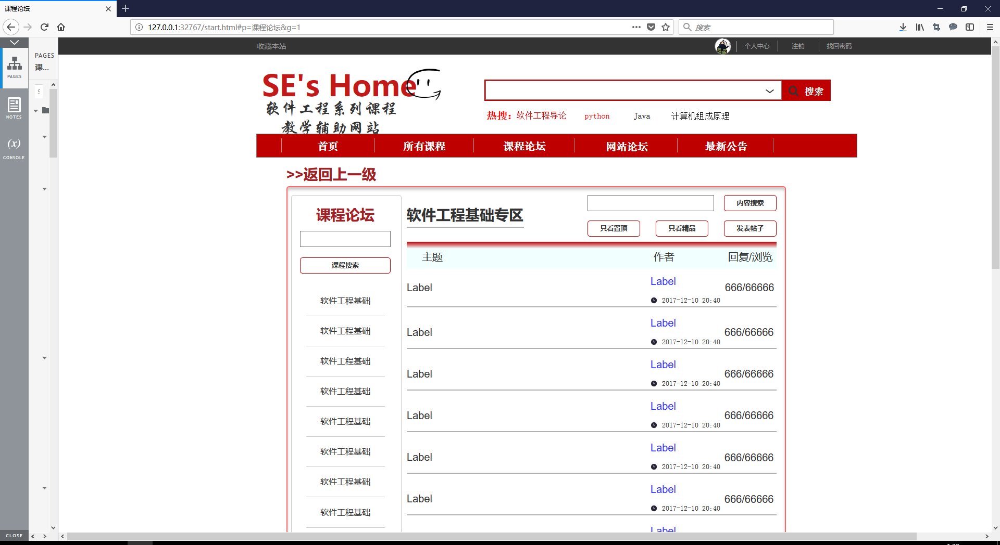 课程论坛
127.0.0.1:32767/start.html#p=课程论坛&g=1
搜索
收藏本站
个人中心
注销
找回密码
PAGES
NOTES
(x)
CONSOLE
CLOSE
PAGES
课...
S
SE's Home
软件工程系列课程
教学辅助网站
搜索
热搜：
软件工程导论
python
Java
计算机组成原理
首页
所有课程
课程论坛
网站论坛
最新公告
>>返回上一级
课程论坛
课程搜索
软件工程基础
软件工程基础
软件工程基础
软件工程基础
软件工程基础
软件工程基础
软件工程基础
软件工程基础
软件工程基础专区
内容搜索
只看置顶
只看精品
发表帖子
主题
作者
回复/浏览
Label
Label
2017-12-10 20:40
666/66666
Label
Label
2017-12-10 20:40
666/66666
Label
Label
2017-12-10 20:40
666/66666
Label
Label
2017-12-10 20:40
666/66666
Label
Label
2017-12-10 20:40
666/66666
Label
Label
2017-12-10 20:40
666/66666
Label